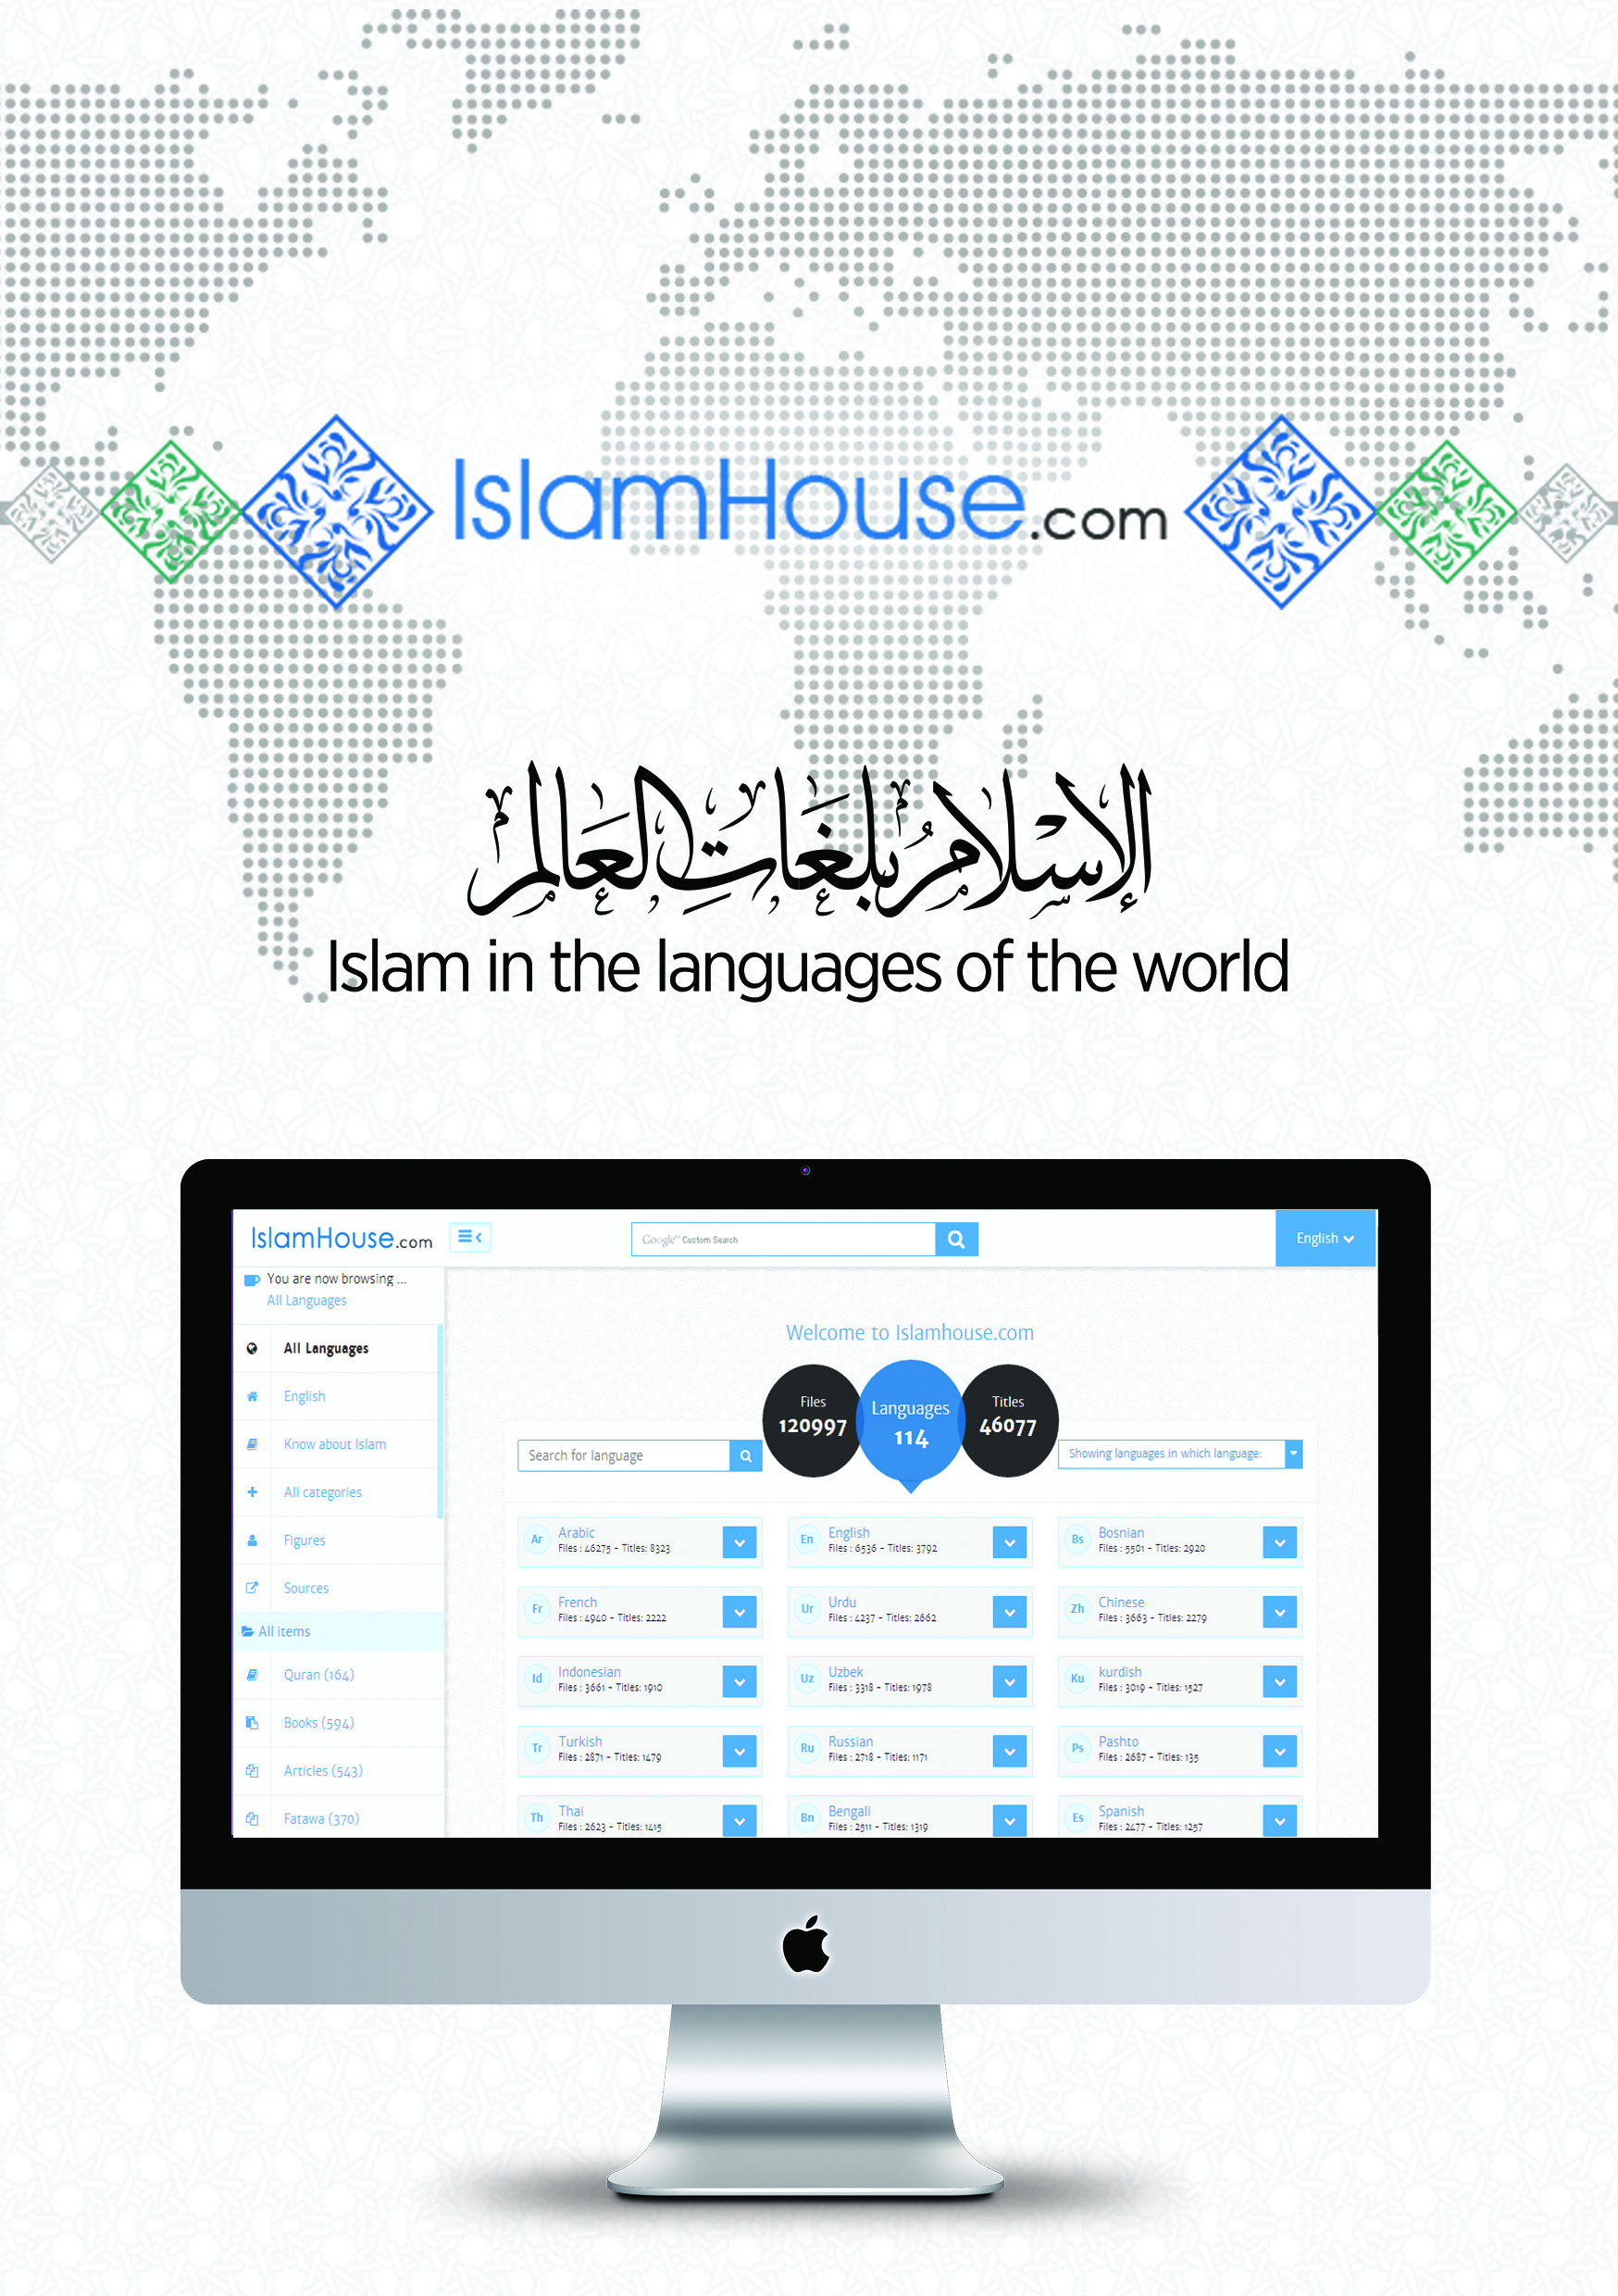 IslamHouse.com
الإسلام بلغات العالم
Islam in the languages of the world
IslamHouse.com
Google™ Custom Search
English
You are now browsing ...
All Languages
All Languages
English
Know about Islam
All categories
Figures
Sources
All items
Quran (164)
Books (594)
Articles (543)
Fatawa (370)
Welcome to Islamhouse.com
Files
120997
Languages
114
Titles
46077
Search for language
Showing languages in which language:
Ar Arabic
Files : 46275 - Titles: 8323
En English
Files : 6536 - Titles: 3792
Bs Bosnian
Files : 5501 - Titles: 2920
Fr French
Files : 4940 - Titles: 2222
Ur Urdu
Files : 4237 - Titles: 2662
Zh Chinese
Files : 3663 - Titles: 2279
Id Indonesian
Files : 3661 - Titles: 1910
Uz Uzbek
Files : 3318 - Titles: 1978
Ku kurdish
Files : 3019 - Titles: 1527
Tr Turkish
Files : 2871 - Titles: 1479
Ru Russian
Files : 2718 - Titles: 1171
Ps Pashto
Files : 2687 - Titles: 135
Th Thai
Files : 2623 - Titles: 1415
Bn Bengali
Files : 2511 - Titles: 1319
Es Spanish
Files : 2477 - Titles: 1257